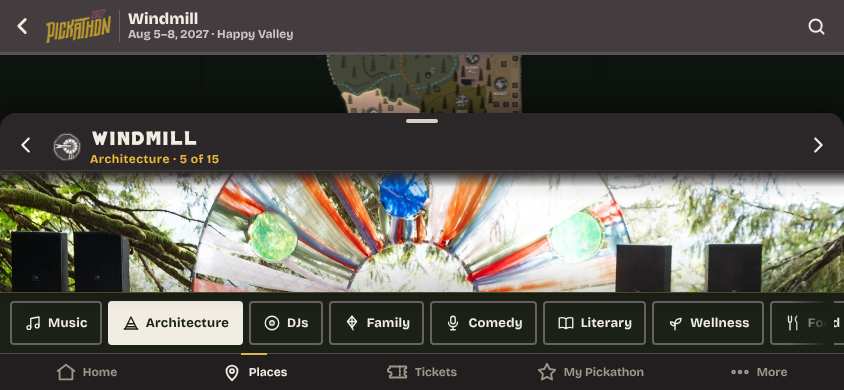 PICKATHON
Windmill
Aug 5–8, 2027 · Happy Valley
WINDMILL
Architecture · 5 of 15
Music
Architecture
DJs
Family
Comedy
Literary
Wellness
Food
Home
Places
Tickets
My Pickathon
More